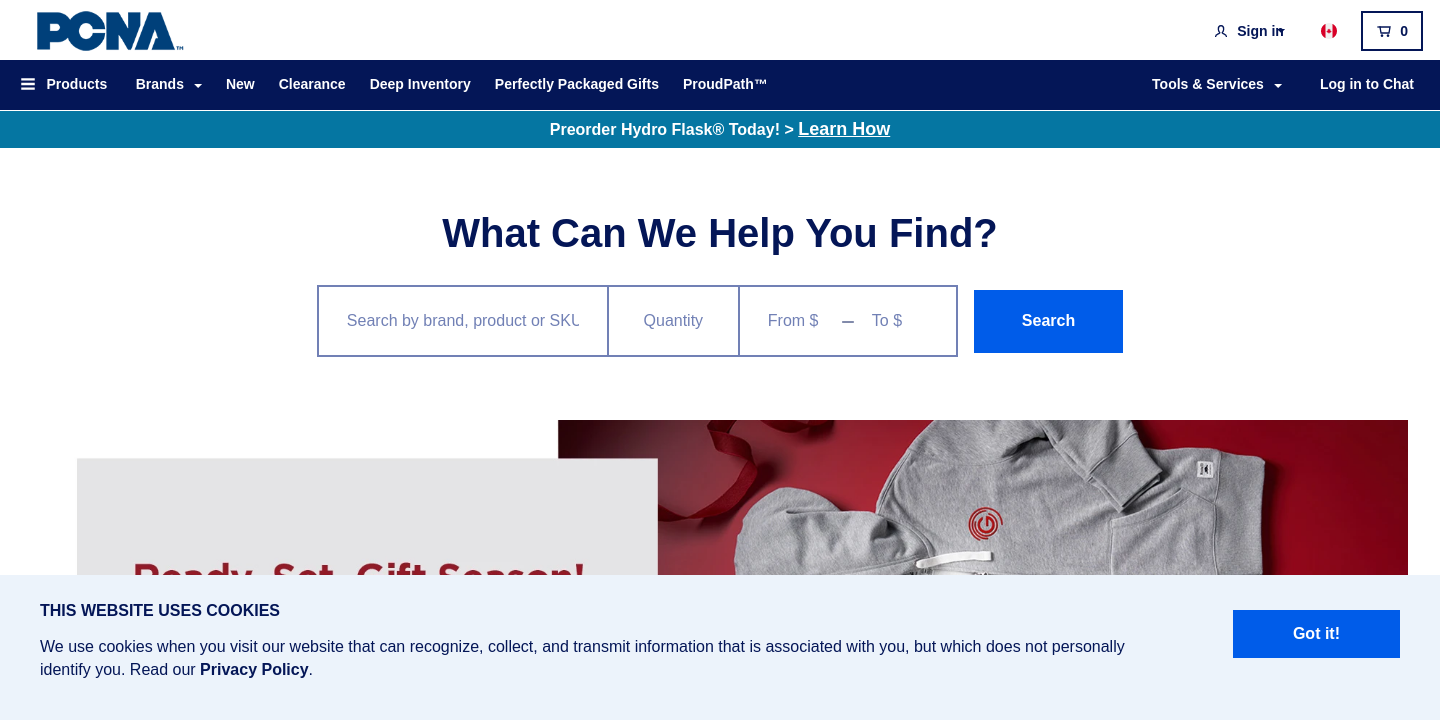 PCNA™
Sign in
0
Products
Brands
New
Clearance
Deep Inventory
Perfectly Packaged Gifts
ProudPath™
Tools & Services
Log in to Chat
Preorder Hydro Flask® Today! > Learn How
What Can We Help You Find?
Search by brand, product or SKU
Quantity
From $
To $
Search
Ready, Set, Gift Season!
THIS WEBSITE USES COOKIES
We use cookies when you visit our website that can recognize, collect, and transmit information that is associated with you, but which does not personally
identify you. Read our Privacy Policy.
Got it!